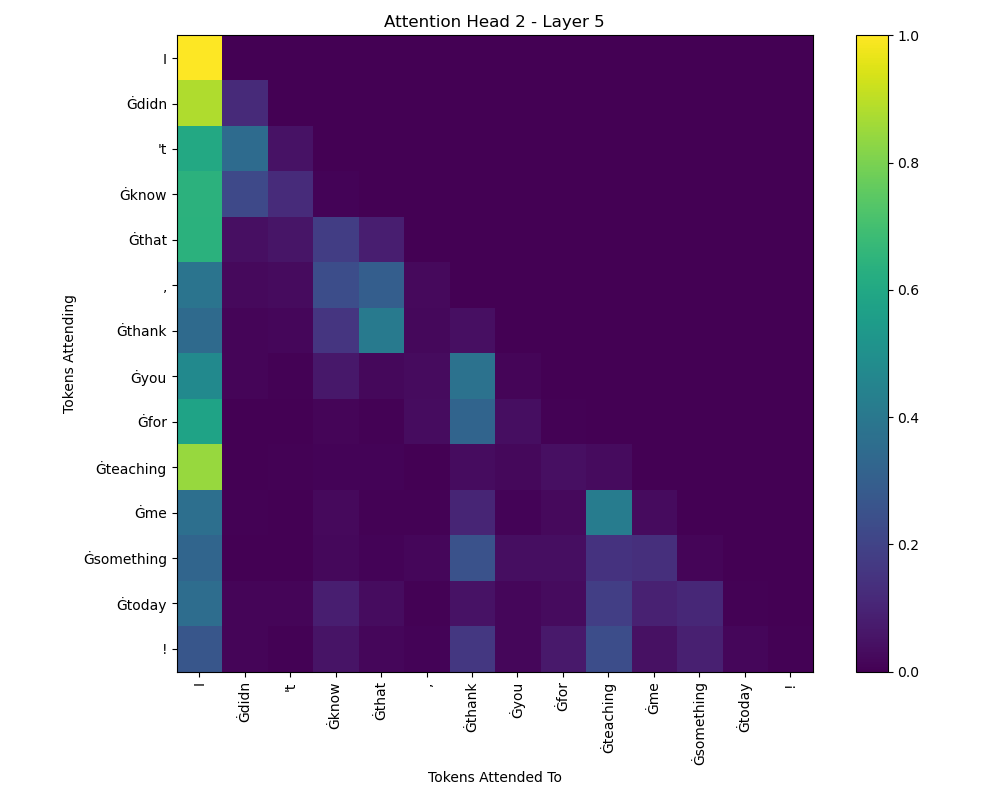 Attention Head 2 - Layer 5
I
Ġdidn
't
Ġknow
Ġthat
,
Ġthank
Ġyou
Ġfor
Ġteaching
Ġme
Ġsomething
Ġtoday
!
Tokens Attending
I
Ġdidn
't
Ġknow
Ġthat
,
Ġthank
Ġyou
Ġfor
Ġteaching
Ġme
Ġsomething
Ġtoday
!
Tokens Attended To
1.0
0.8
0.6
0.4
0.2
0.0